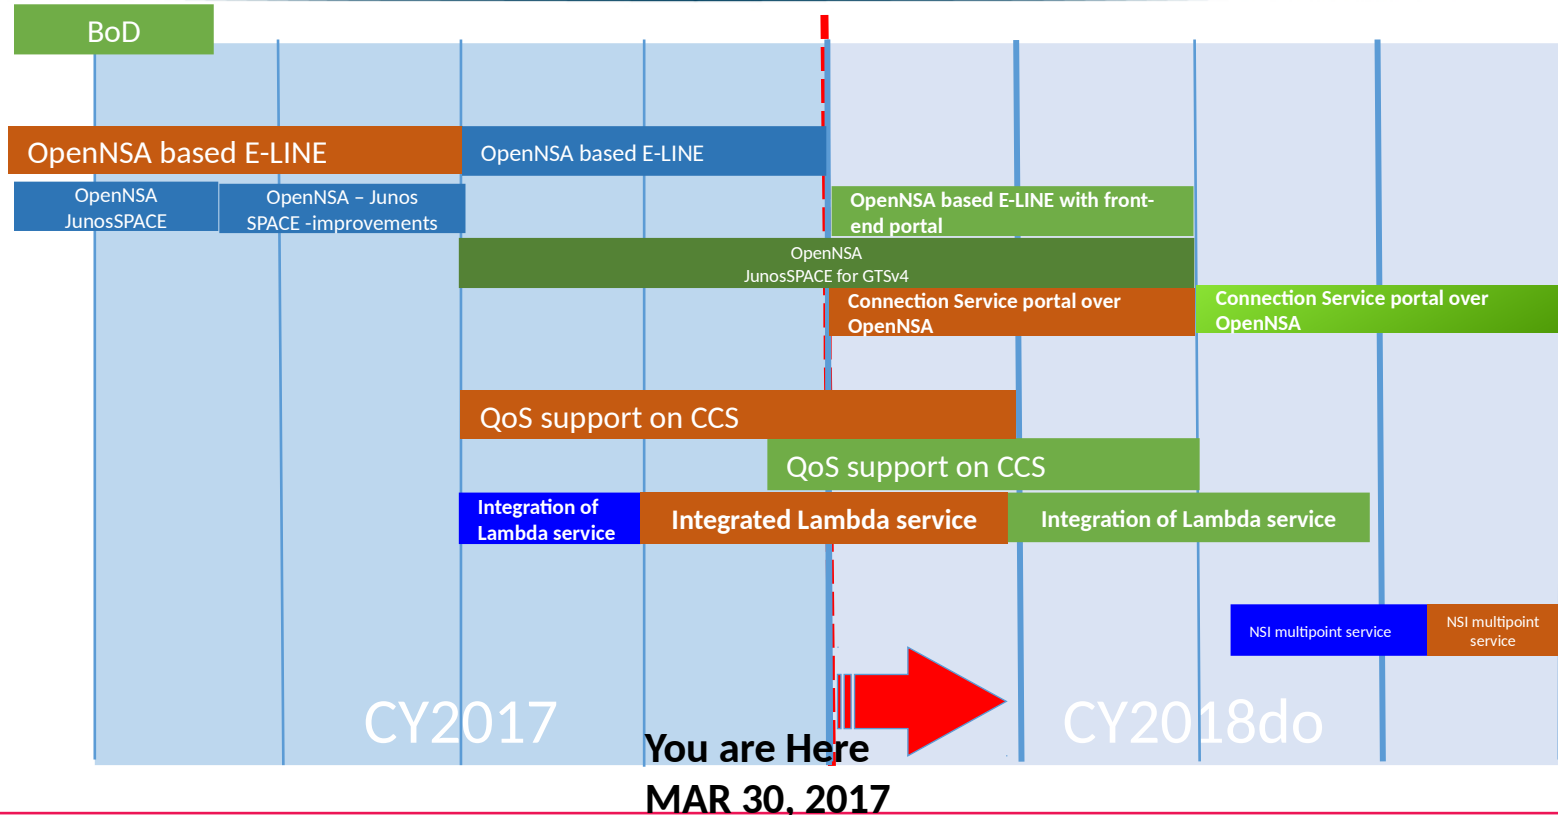 BoD
OpenNSA based E-LINE
OpenNSA based E-LINE
OpenNSA
JunosSPACE
OpenNSA – Junos
SPACE -improvements
OpenNSA based E-LINE with front-
end portal
OpenNSA
JunosSPACE for GTSv4
Connection Service portal over
OpenNSA
Connection Service portal over
OpenNSA
QoS support on CCS
QoS support on CCS
Integration of
Lambda service
Integrated Lambda service
Integration of Lambda service
NSI multipoint service
NSI multipoint
service
CY2017
CY2018do
You are Here
MAR 30, 2017